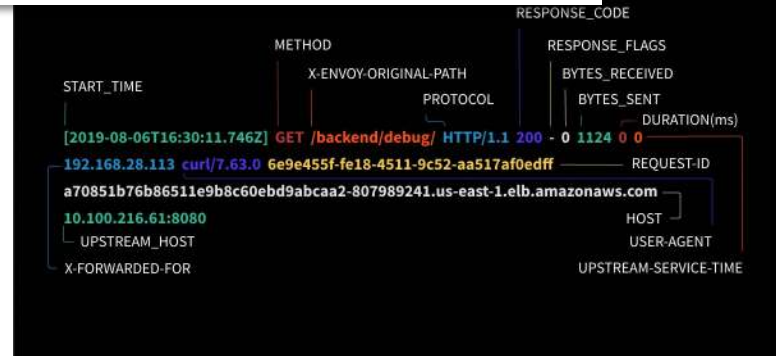 RESPONSE_CODE
METHOD
RESPONSE_FLAGS
X-ENVOY-ORIGINAL-PATH
BYTES_RECEIVED
START_TIME
PROTOCOL
BYTES_SENT
DURATION(ms)
[2019-08-06T16:30:11.746Z] GET /backend/debug/ HTTP/1.1 200 - 0 1124 0 0
192.168.28.113 curl/7.63.0 6e9e455f-fe18-4511-9c52-aa517af0edff REQUEST-ID
a70851b76b86511e9b8c60ebd9abcaa2-807989241.us-east-1.elb.amazonaws.com
10.100.216.61:8080 HOST
UPSTREAM_HOST USER-AGENT
X-FORWARDED-FOR UPSTREAM-SERVICE-TIME